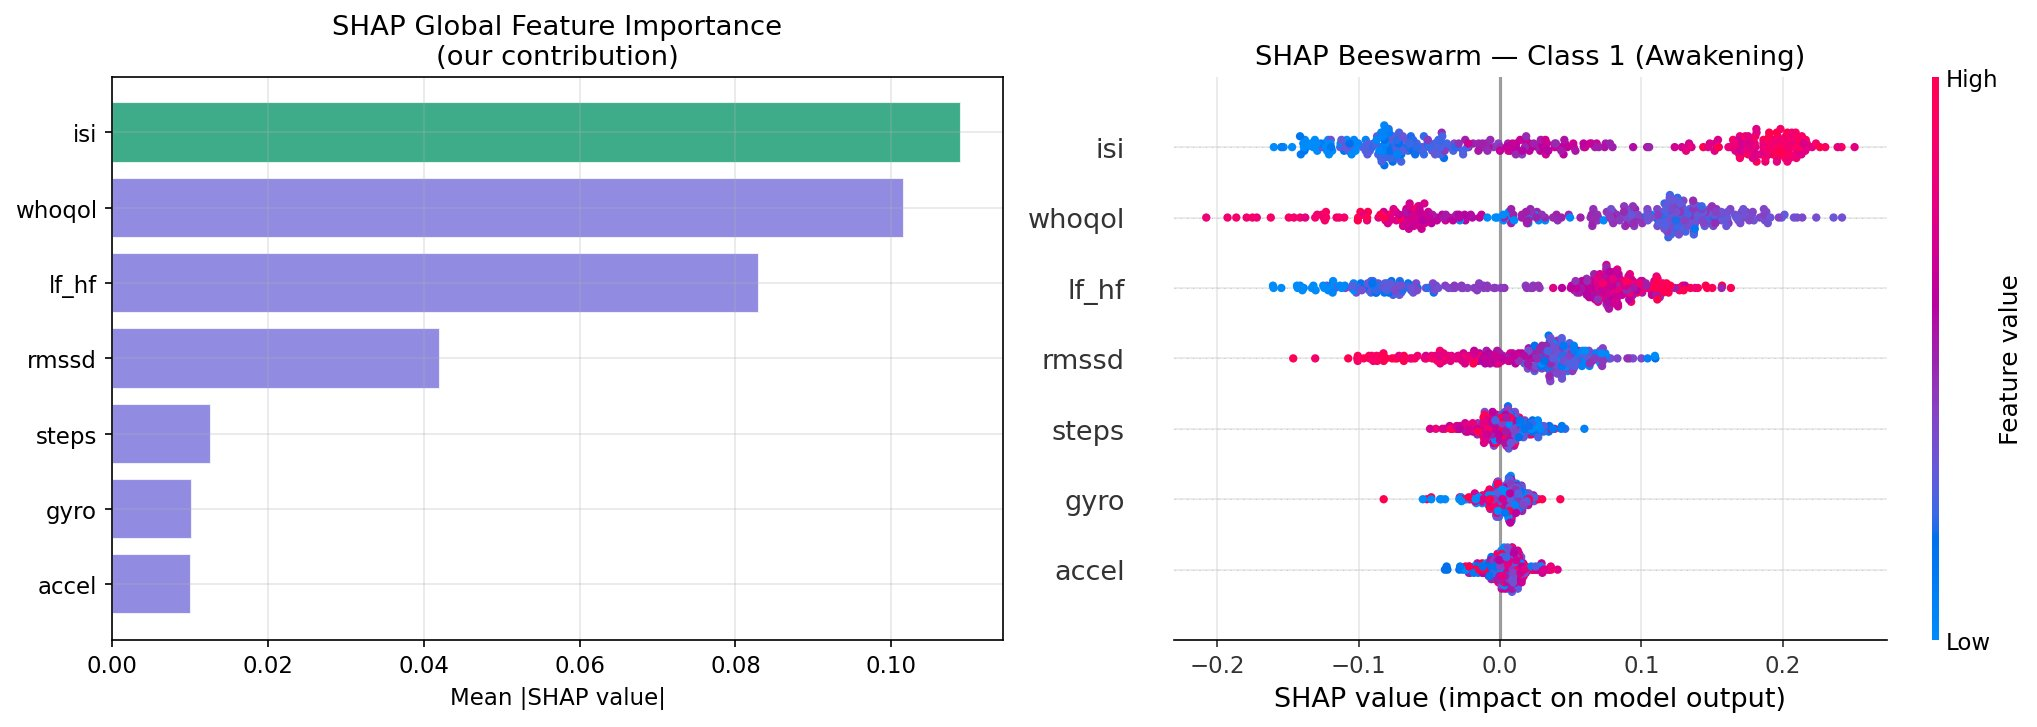 SHAP Global Feature Importance
(our contribution)
isi
whoqol
lf_hf
rmssd
steps
gyro
accel
0.00 0.02 0.04 0.06 0.08 0.10
Mean |SHAP value|
SHAP Beeswarm — Class 1 (Awakening)
isi
whoqol
lf_hf
rmssd
steps
gyro
accel
−0.2 −0.1 0.0 0.1 0.2
SHAP value (impact on model output)
High
Feature value
Low